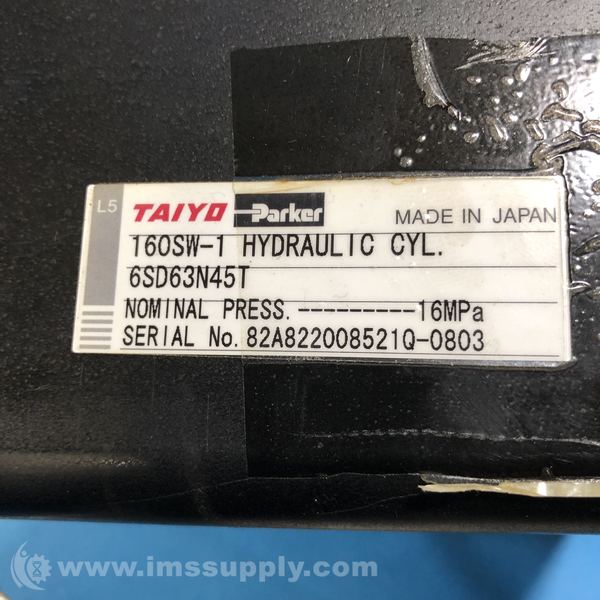 L5 TAIYO Parker MADE IN JAPAN
160SW-1 HYDRAULIC CYL.
6SD63N45T
NOMINAL PRESS.-----------16MPa
SERIAL No. 82A822008521Q-0803
www.imssupply.com